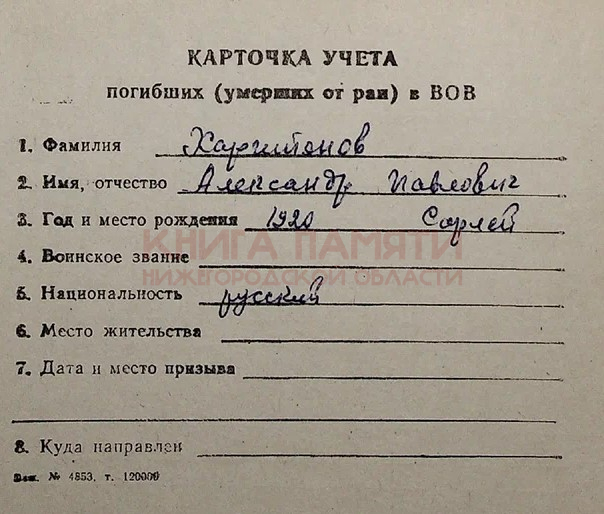 КАРТОЧКА УЧЕТА
погибших (умерших от ран) в ВОВ
1. Фамилия Харитонов
2. Имя, отчество Александр Павлович
3. Год и место рождения 1920 Сорлей
КНИГА ПАМЯТИ
4. Воинское звание
НИЖЕГОРОДСКОЙ ОБЛАСТИ
5. Национальность русский
6. Место жительства
7. Дата и место призыва
8. Куда направлен
Зак. № 4853, т. 120000